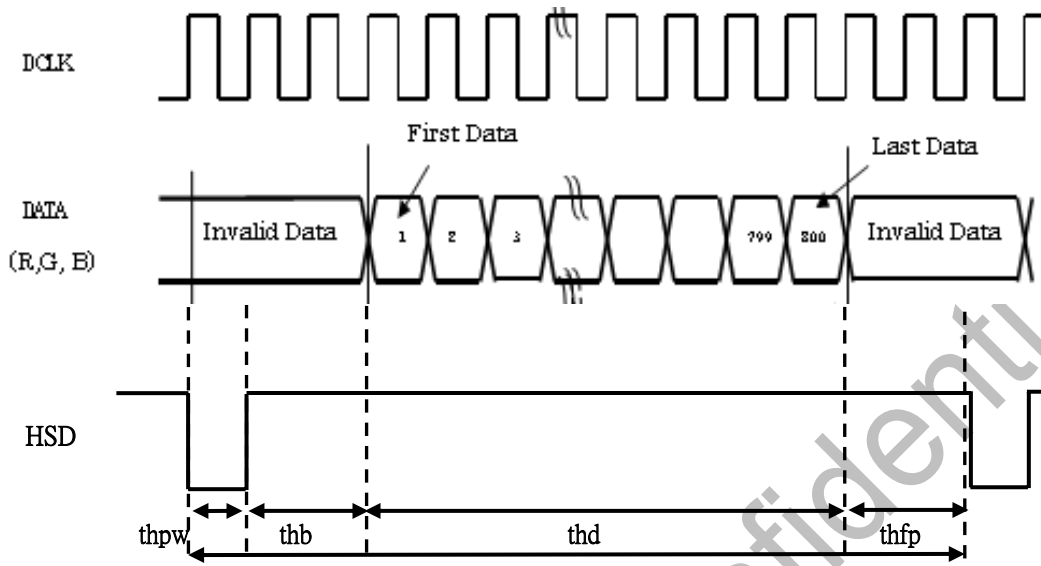 DCLK
First Data
Last Data
DATA
(R,G, B)
Invalid Data
1
2
3
799
800
Invalid Data
HSD
thpw
thb
thd
thfp